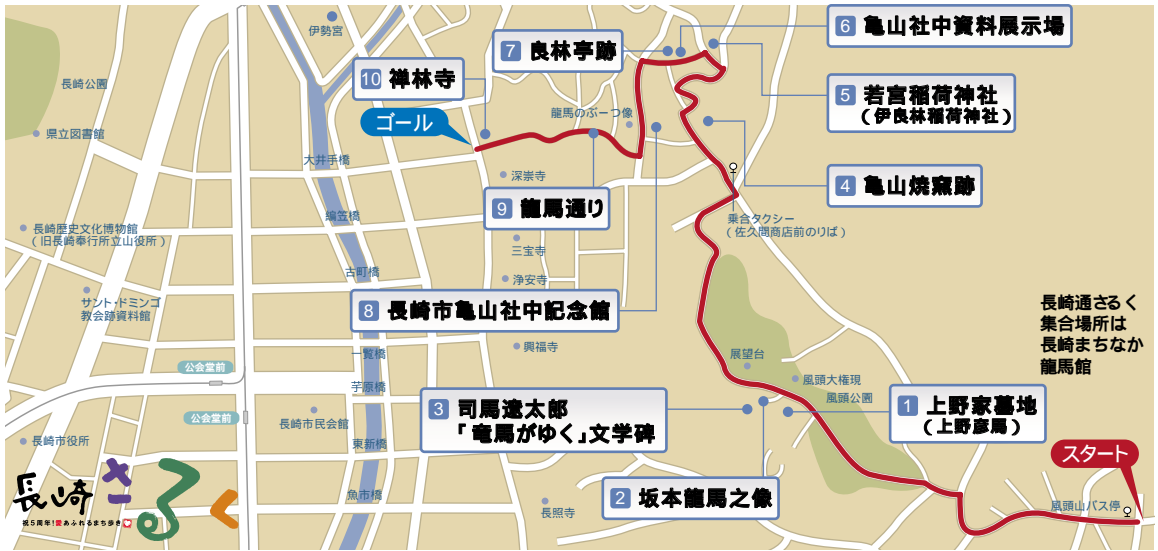 伊勢宮
6 亀山社中資料展示場
7 良林亭跡
10 禅林寺
長崎公園
5 若宮稲荷神社
(伊良林稲荷神社)
龍馬のぶーつ像
ゴール
県立図書館
大井手橋
深崇寺
4 亀山焼窯跡
9 龍馬通り
編笠橋
乗合タクシー
(佐久間商店前のりば)
長崎歴史文化博物館
(旧長崎奉行所立山役所)
三宝寺
古町橋
浄安寺
サント・ドミンゴ
教会跡資料館
8 長崎市亀山社中記念館
長崎通さるく
集合場所は
長崎まちなか
龍馬館
一覧橋
興福寺
展望台
公会堂前
芋原橋
風頭大権現
風頭公園
3 司馬遼太郎
「竜馬がゆく」文学碑
1 上野家墓地
(上野彦馬)
公会堂前
長崎市民会館
長崎市役所
東新橋
スタート
長崎さるく
祝5周年!愛あふれるまち歩き
魚市橋
2 坂本龍馬之像
長照寺
風頭山バス停